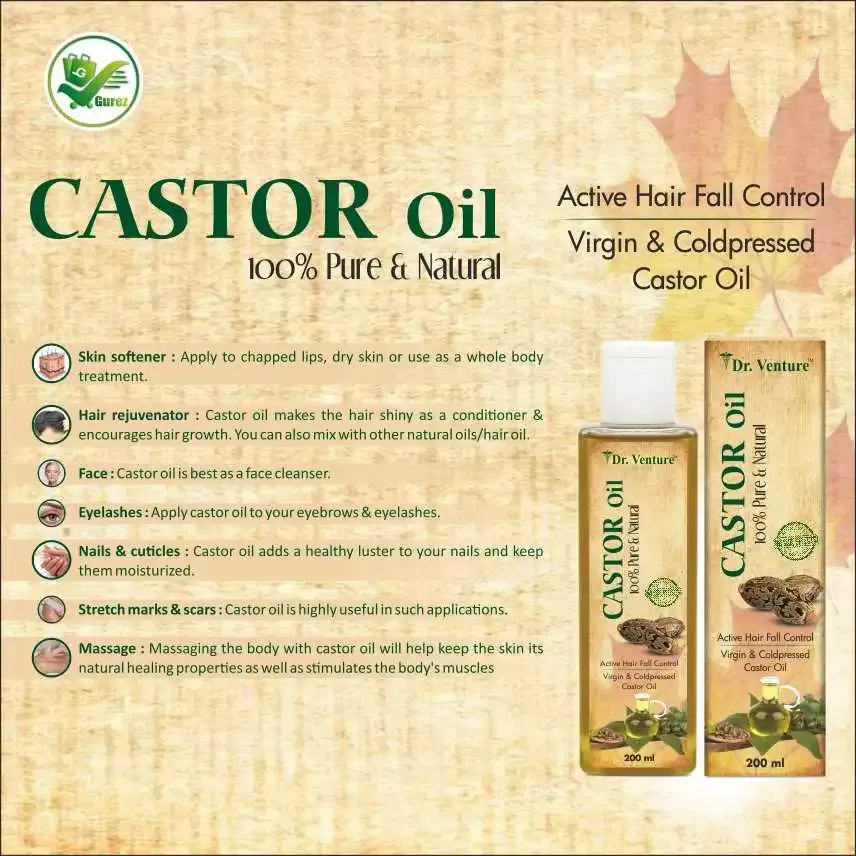 Gurez
CASTOR Oil
100% Pure & Natural
Active Hair Fall Control
Virgin & Coldpressed
Castor Oil
Skin softener : Apply to chapped lips, dry skin or use as a whole body
treatment.
Hair rejuvenator : Castor oil makes the hair shiny as a conditioner &
encourages hair growth. You can also mix with other natural oils/hair oil.
Face : Castor oil is best as a face cleanser.
Eyelashes : Apply castor oil to your eyebrows & eyelashes.
Nails & cuticles : Castor oil adds a healthy luster to your nails and keep
them moisturized.
Stretch marks & scars : Castor oil is highly useful in such applications.
Massage : Massaging the body with castor oil will help keep the skin its
natural healing properties as well as stimulates the body's muscles
Dr. Venture
CASTOR Oil
100% Pure & Natural
Active Hair Fall Control
Virgin & Coldpressed
Castor Oil
200 ml
Dr. Venture™
CASTOR Oil
100% Pure & Natural
Active Hair Fall Control
Virgin & Coldpressed
Castor Oil
200 ml